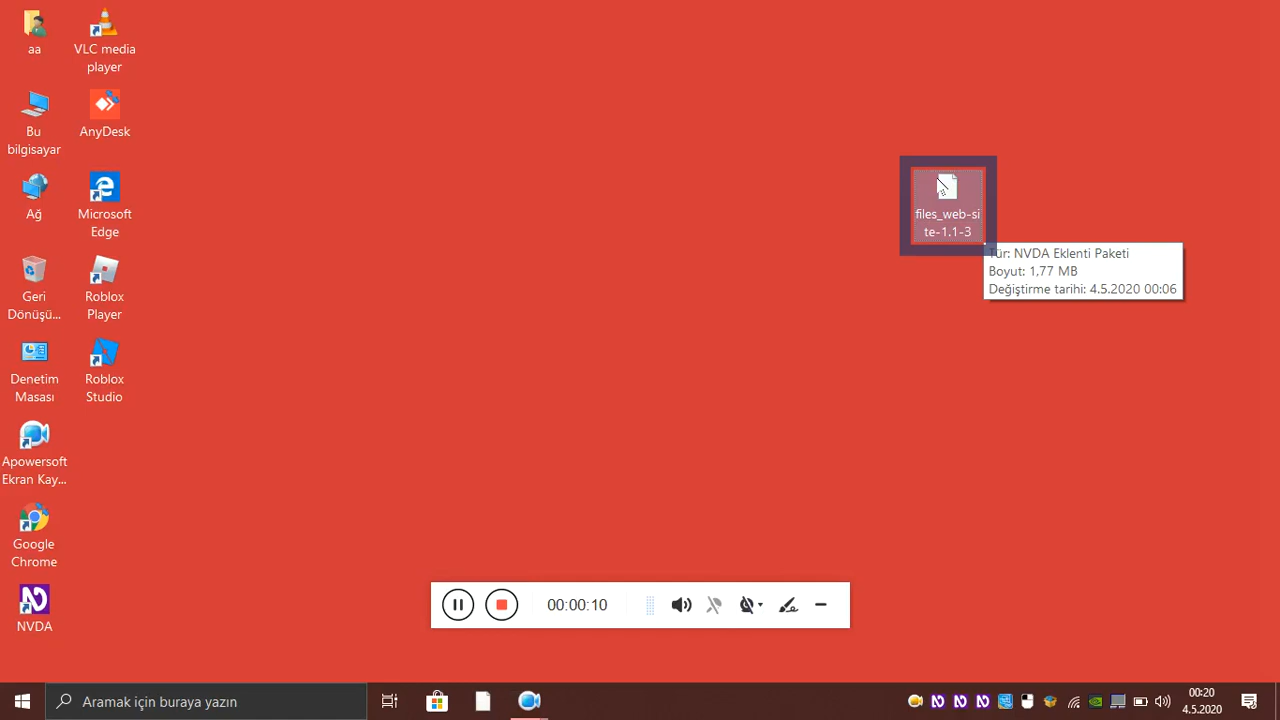 aa
VLC media
player
Bu
bilgisayar
AnyDesk
Ağ
Microsoft
Edge
Geri
Dönüşü...
Roblox
Player
Denetim
Masası
Roblox
Studio
Apowersoft
Ekran Kay...
Google
Chrome
NVDA
files_web-si
te-1.1-3
Tür: NVDA Eklenti Paketi
Boyut: 1,77 MB
Değiştirme tarihi: 4.5.2020 00:06
00:00:10
Aramak için buraya yazın
00:20
4.5.2020